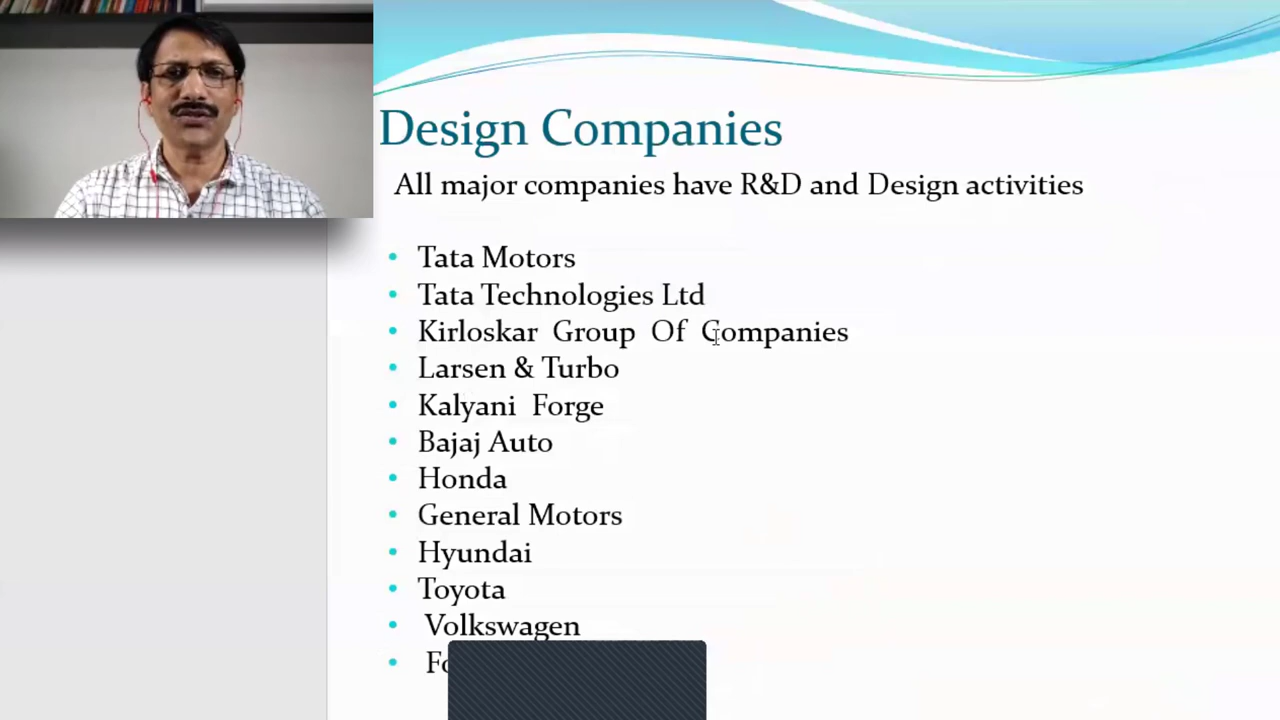 Design Companies
All major companies have R&D and Design activities
• Tata Motors
• Tata Technologies Ltd
• Kirloskar Group Of Companies
• Larsen & Turbo
• Kalyani Forge
• Bajaj Auto
• Honda
• General Motors
• Hyundai
• Toyota
• Volkswagen